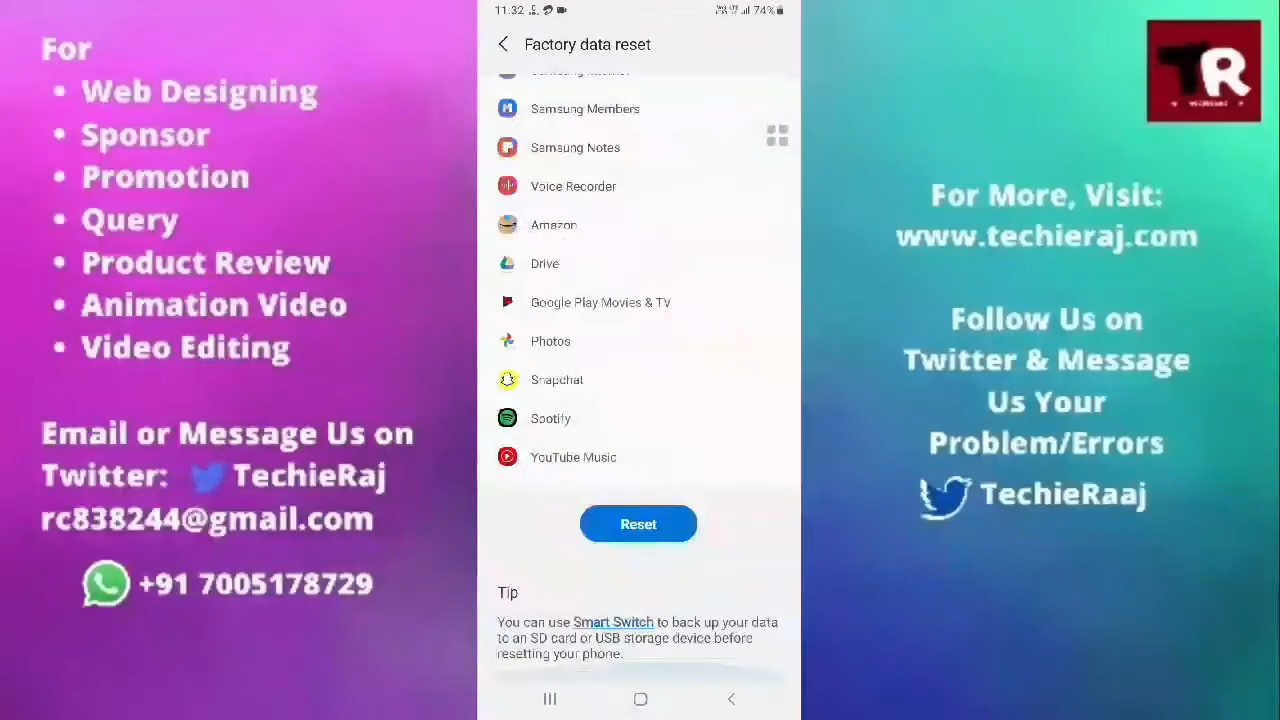 For
• Web Designing
• Sponsor
• Promotion
• Query
• Product Review
• Animation Video
• Video Editing
Email or Message Us on
Twitter: TechieRaj
rc838244@gmail.com
+91 7005178729
11:32
74%
Factory data reset
Samsung Members
Samsung Notes
Voice Recorder
Amazon
Drive
Google Play Movies & TV
Photos
Snapchat
Spotify
YouTube Music
Reset
Tip
You can use Smart Switch to back up your data
to an SD card or USB storage device before
resetting your phone.
TR
For More, Visit:
www.techieraj.com
Follow Us on
Twitter & Message
Us Your
Problem/Errors
TechieRaaj